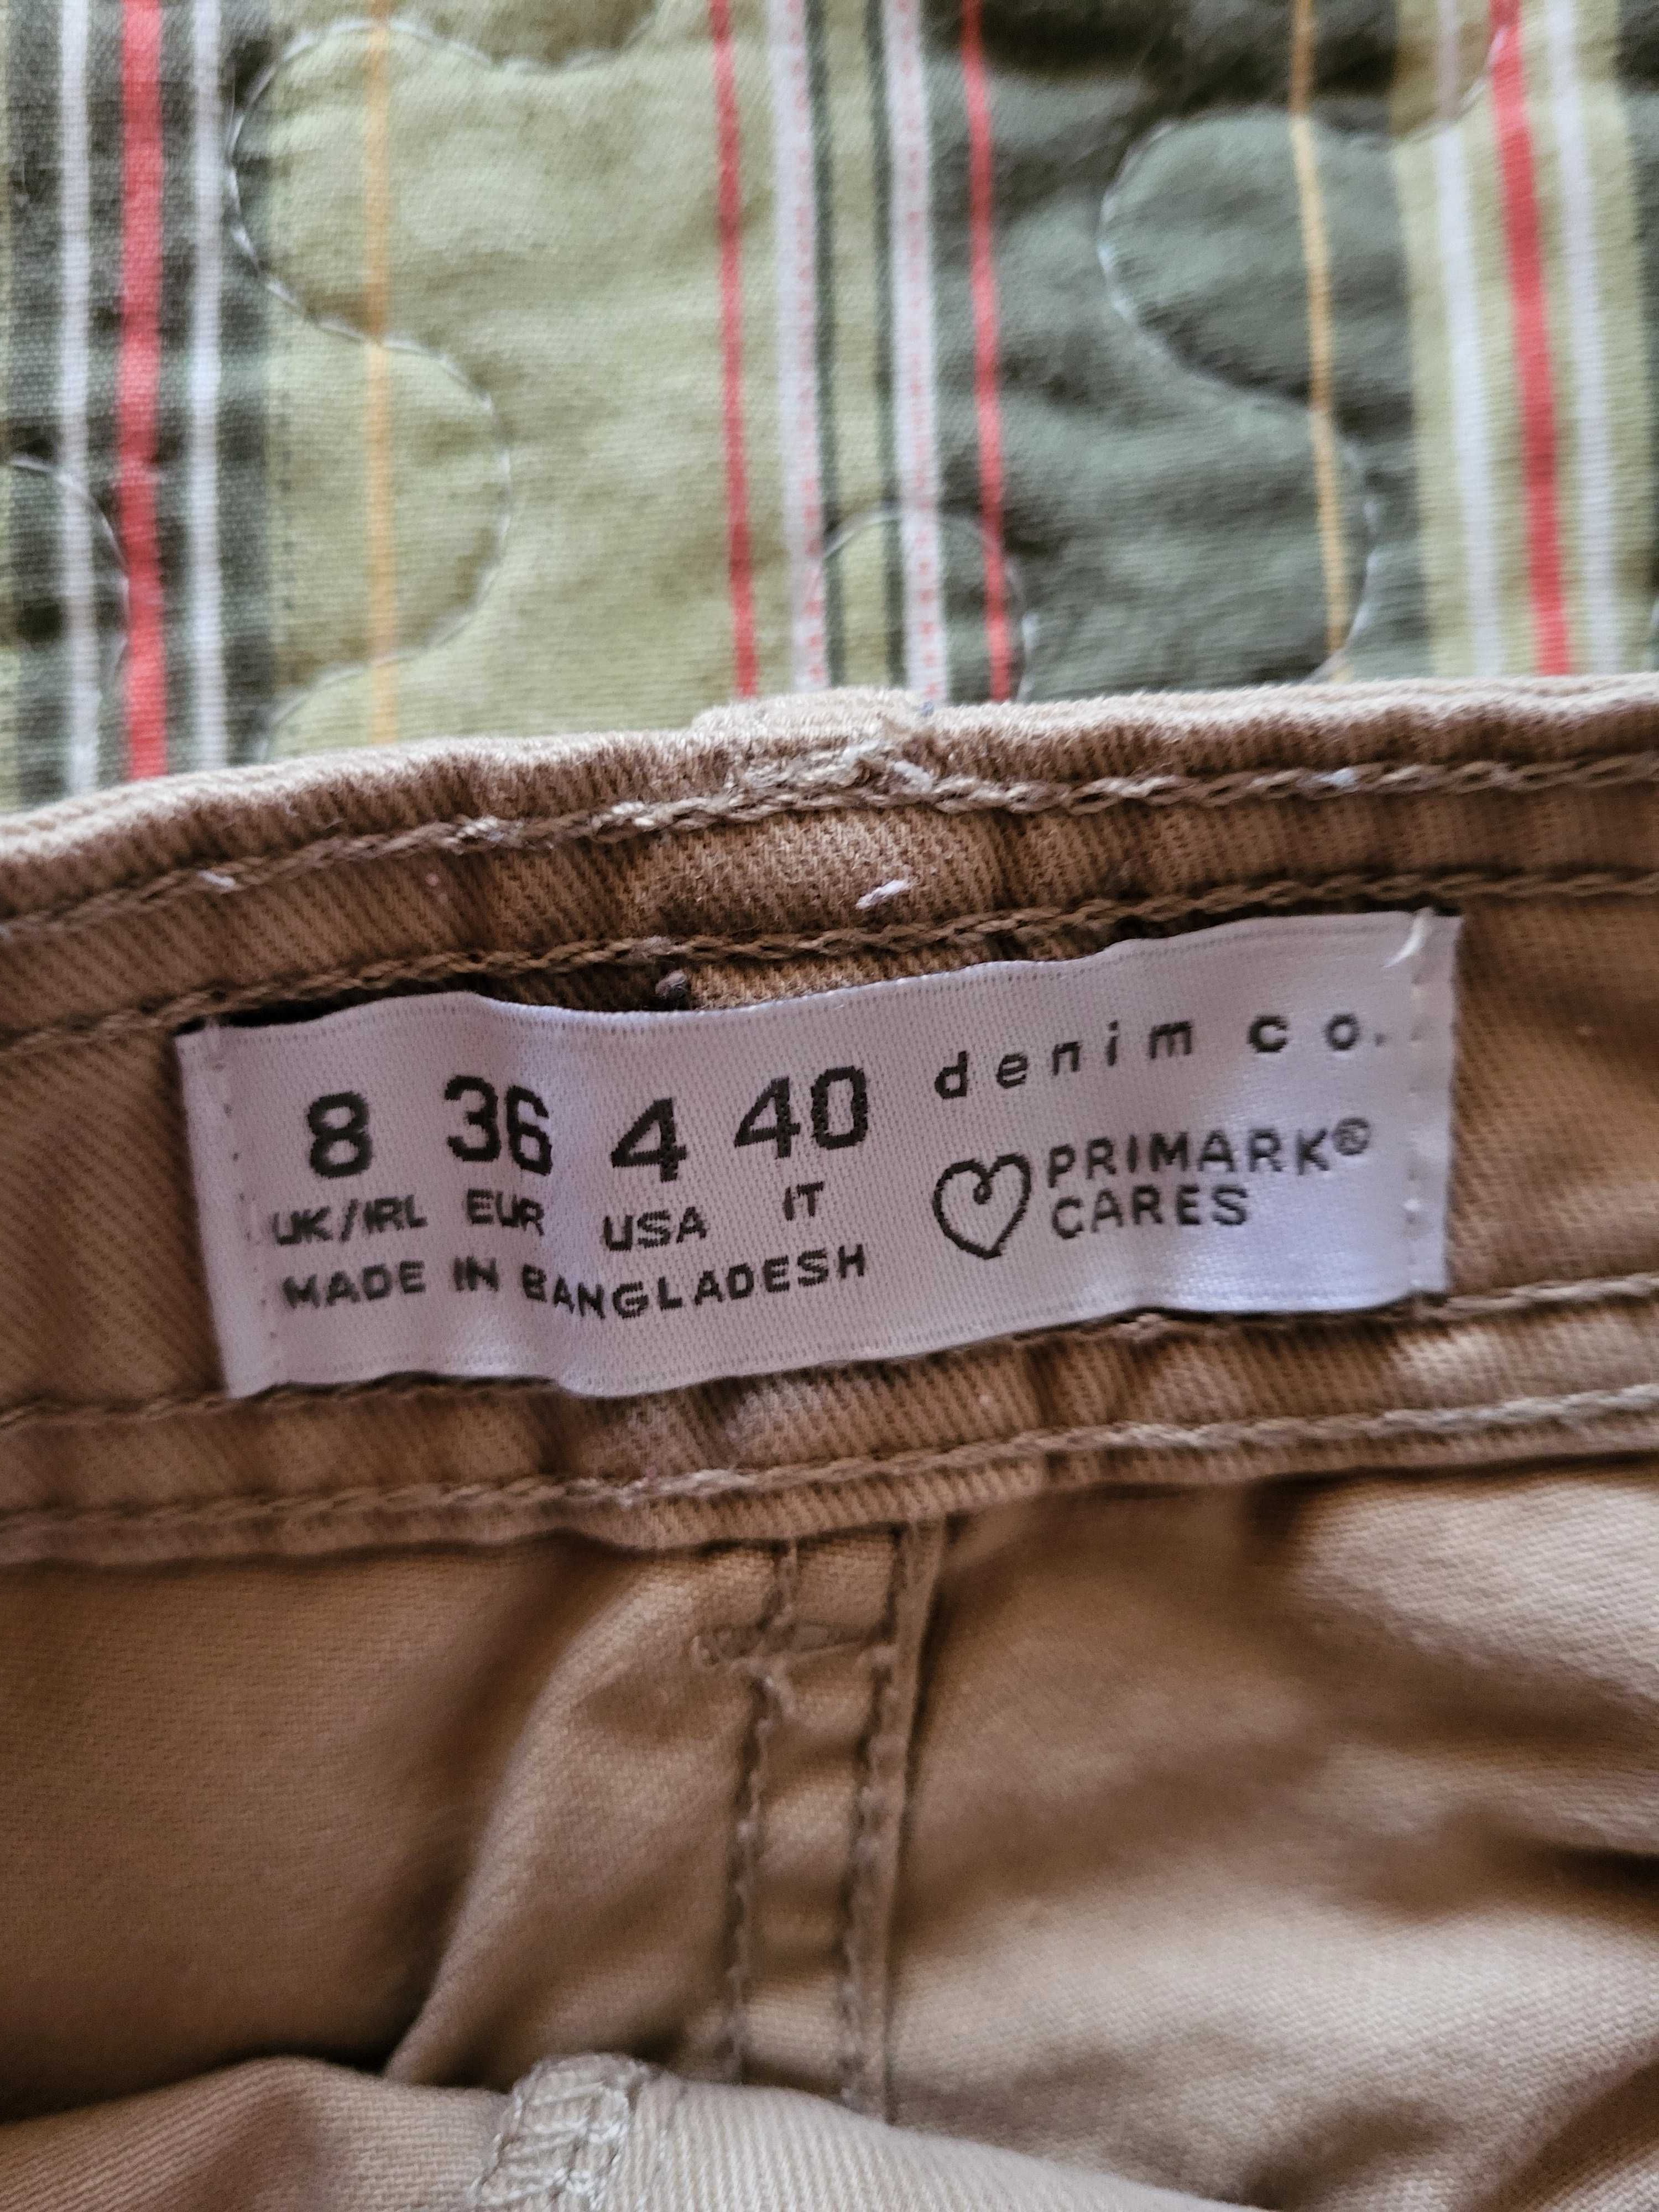 8 36 4 40
UK/IRL EUR USA IT
MADE IN BANGLADESH
denim co.
PRIMARK®
CARES